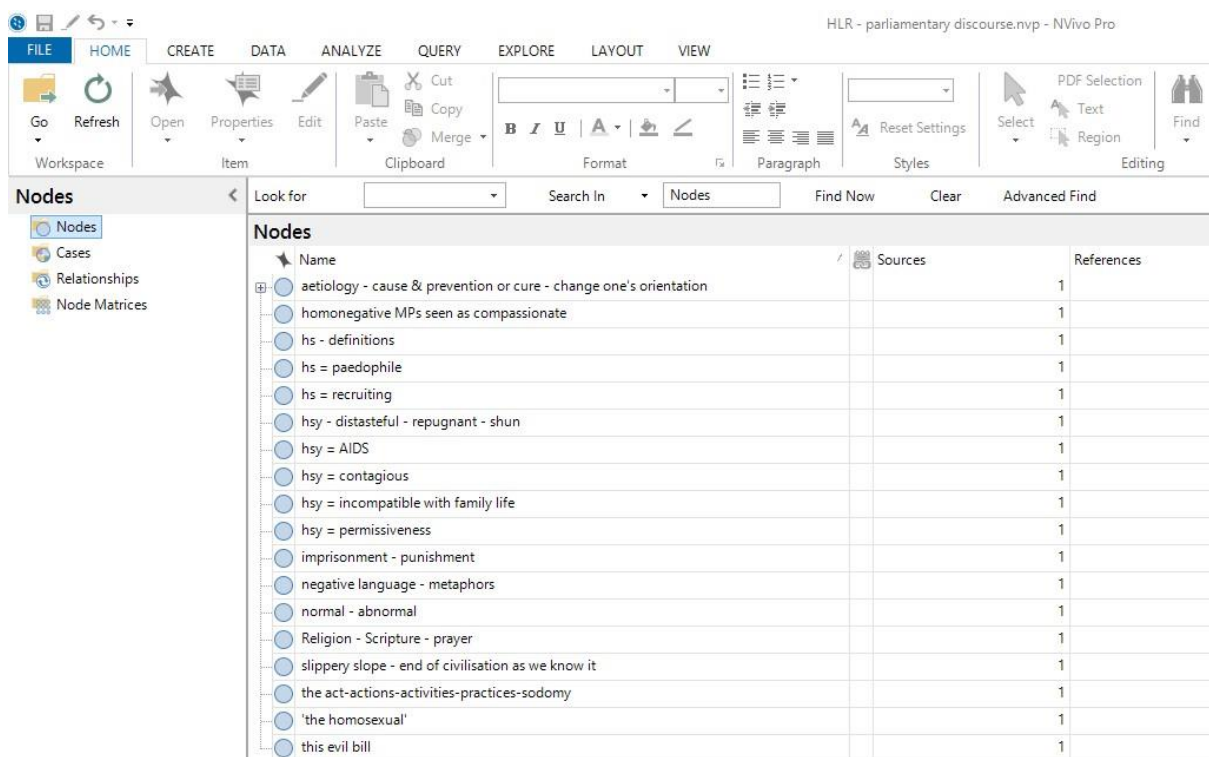 HLR - parliamentary discourse.nvp - NVivo Pro
FILE HOME CREATE DATA ANALYZE QUERY EXPLORE LAYOUT VIEW
Go Refresh Open Properties Edit Paste Cut Copy Merge B I U A Reset Settings Select PDF Selection Text Region Find
Workspace Item Clipboard Format Paragraph Styles Editing
Nodes Look for Search In Nodes Find Now Clear Advanced Find
Nodes
Cases
Relationships
Node Matrices
Nodes
Name Sources References
aetiology - cause & prevention or cure - change one's orientation 1
homonegative MPs seen as compassionate 1
hs - definitions 1
hs = paedophile 1
hs = recruiting 1
hsy - distasteful - repugnant - shun 1
hsy = AIDS 1
hsy = contagious 1
hsy = incompatible with family life 1
hsy = permissiveness 1
imprisonment - punishment 1
negative language - metaphors 1
normal - abnormal 1
Religion - Scripture - prayer 1
slippery slope - end of civilisation as we know it 1
the act-actions-activities-practices-sodomy 1
'the homosexual' 1
this evil bill 1